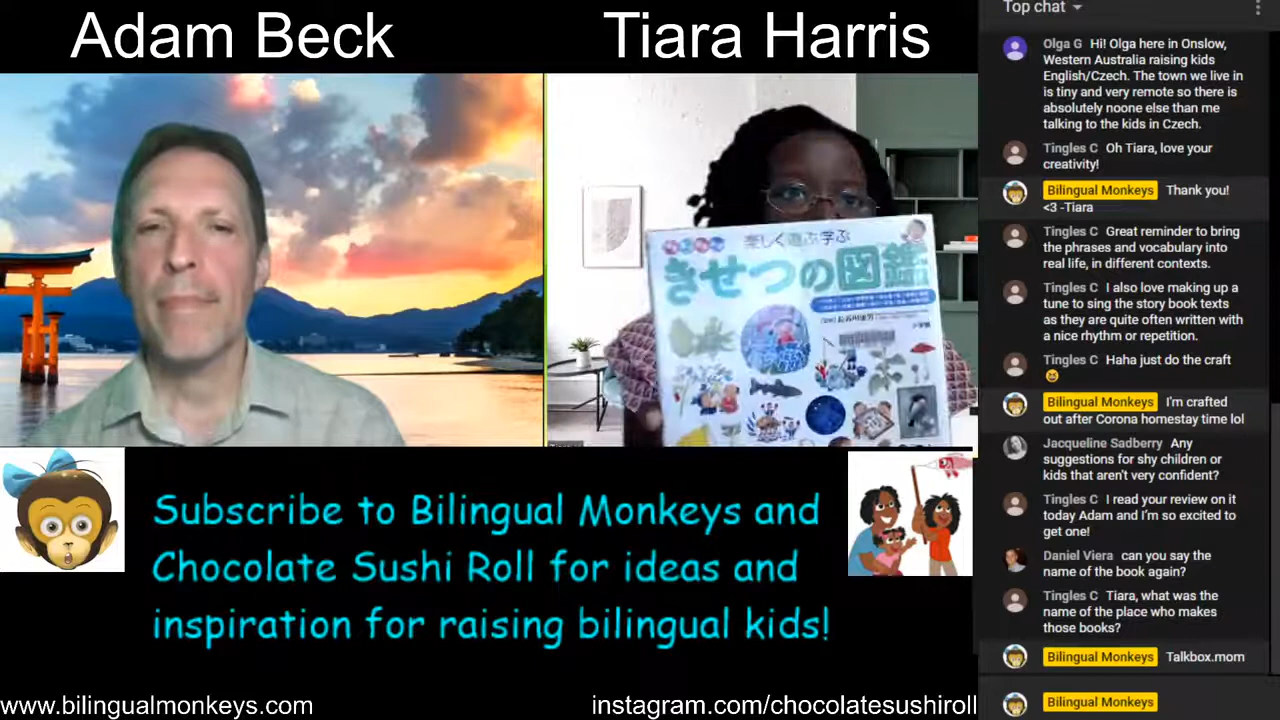 Adam Beck
Tiara Harris
楽しく遊ぶ学ぶ
きせつの図鑑
Subscribe to Bilingual Monkeys and
Chocolate Sushi Roll for ideas and
inspiration for raising bilingual kids!
www.bilingualmonkeys.com
instagram.com/chocolatesushiroll
Top chat
Olga G Hi! Olga here in Onslow,
Western Australia raising kids
English/Czech. The town we live in
is tiny and very remote so there is
absolutely noone else than me
talking to the kids in Czech.
Tingles C Oh Tiara, love your
creativity!
Bilingual Monkeys Thank you!
<3 -Tiara
Tingles C Great reminder to bring
the phrases and vocabulary into
real life, in different contexts.
Tingles C I also love making up a
tune to sing the story book texts
as they are quite often written with
a nice rhythm or repetition.
Tingles C Haha just do the craft
😆
Bilingual Monkeys I'm crafted
out after Corona homestay time lol
Jacqueline Sadberry Any
suggestions for shy children or
kids that aren't very confident?
Tingles C I read your review on it
today Adam and I'm so excited to
get one!
Daniel Viera can you say the
name of the book again?
Tingles C Tiara, what was the
name of the place who makes
those books?
Bilingual Monkeys Talkbox.mom
Bilingual Monkeys